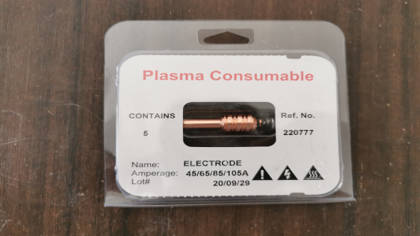 Plasma Consumable
CONTAINS
5
Ref. No.
220777
Name: ELECTRODE
Amperage: 45/65/85/105A
Lot# 20/09/29